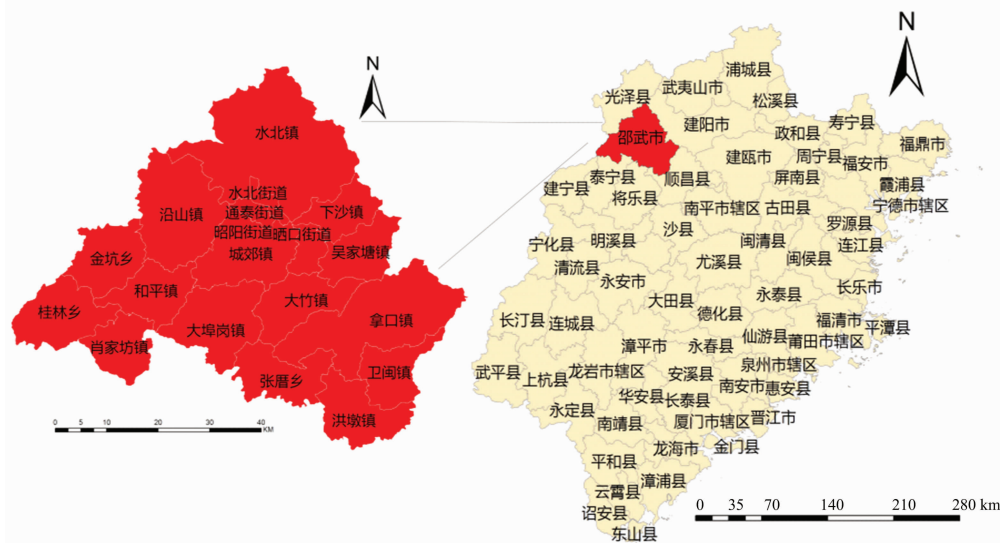 N
水北镇
水北街道
沿山镇
通泰街道
下沙镇
昭阳街道
晒口街道
城郊镇
吴家塘镇
金坑乡
和平镇
大竹镇
桂林乡
大埠岗镇
拿口镇
肖家坊镇
张厝乡
卫闽镇
洪墩镇
0 5 10 20 30 40
KM
N
浦城县
武夷山市
光泽县
松溪县
建阳市
寿宁县
政和县
邵武市
福鼎市
建瓯市
周宁县
福安市
泰宁县
顺昌县
屏南县
霞浦县
建宁县
将乐县
南平市辖区
古田县
宁德市辖区
沙县
罗源县
宁化县
明溪县
闽清县
连江县
清流县
尤溪县
闽侯县
永安市
长乐市
大田县
永泰县
德化县
长汀县
连城县
福清市
平潭县
仙游县
莆田市辖区
漳平市
永春县
泉州市辖区
武平县
上杭县
龙岩市辖区
安溪县
南安市
惠安县
华安县
长泰县
永定县
南靖县
厦门市辖区
晋江市
龙海市
金门县
平和县
漳浦县
云霄县
诏安县
东山县
0 35 70 140 210 280 km